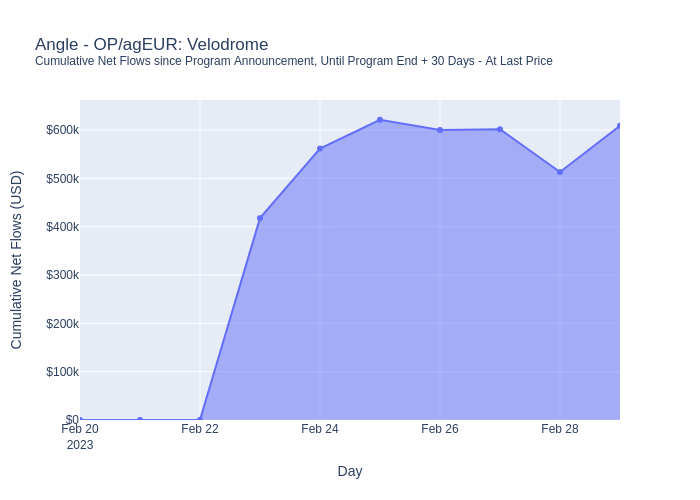 Angle - OP/agEUR: Velodrome
Cumulative Net Flows since Program Announcement, Until Program End + 30 Days - At Last Price
Cumulative Net Flows (USD)
$600k
$500k
$400k
$300k
$200k
$100k
$0
Feb 20
2023
Feb 22
Feb 24
Feb 26
Feb 28
Day